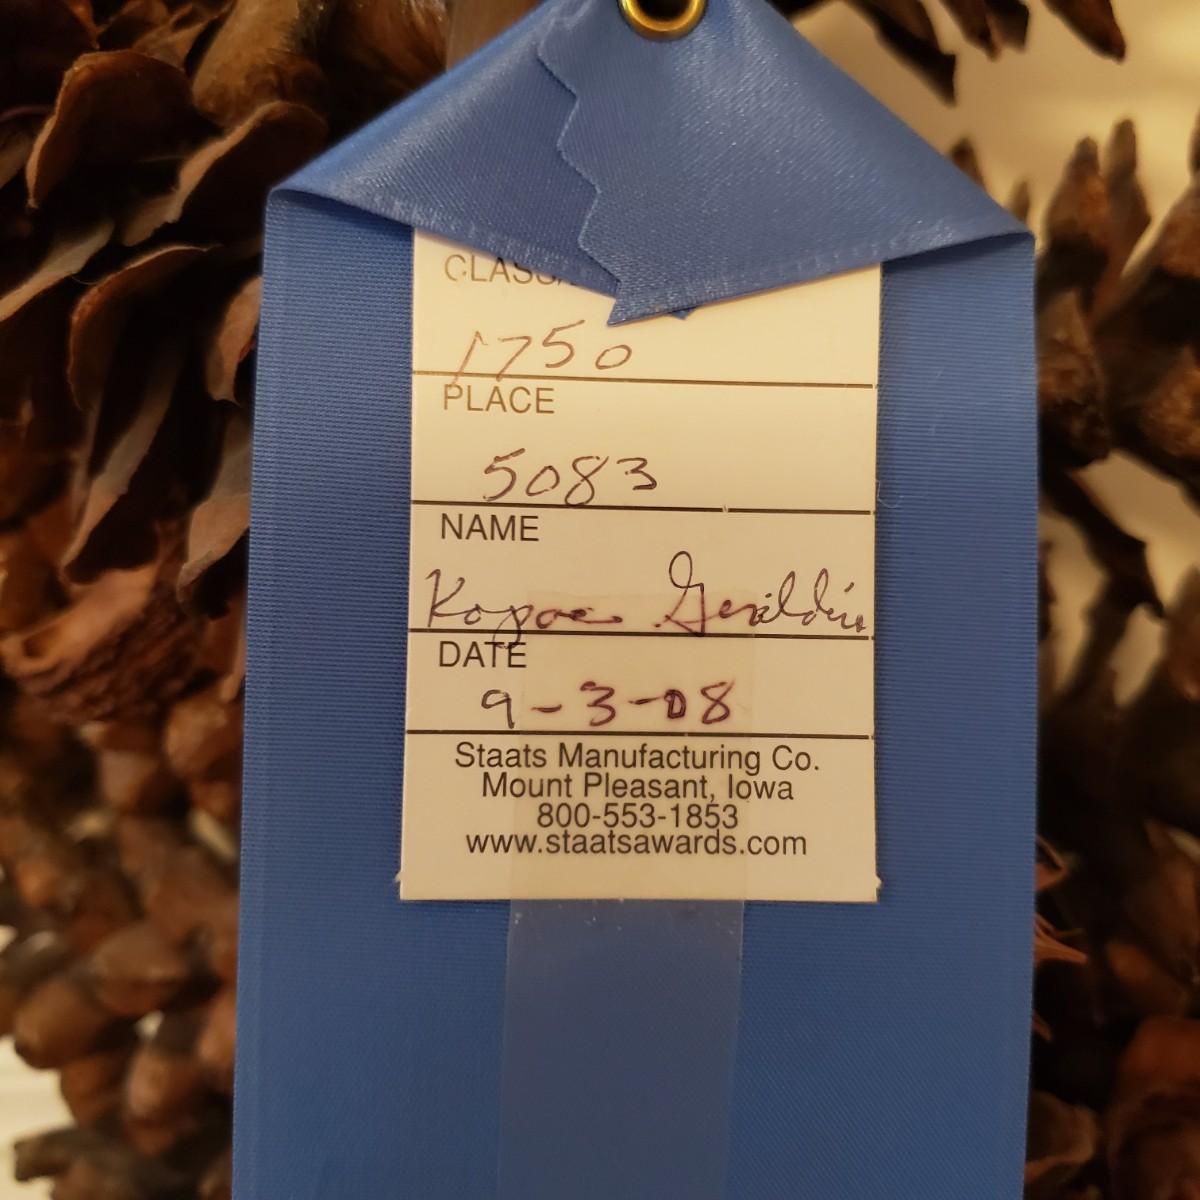 CLASS
1750
PLACE
5083
NAME
Geraldine
DATE
9-3-08
Staats Manufacturing Co.
Mount Pleasant, Iowa
800-553-1853
www.staatsawards.com